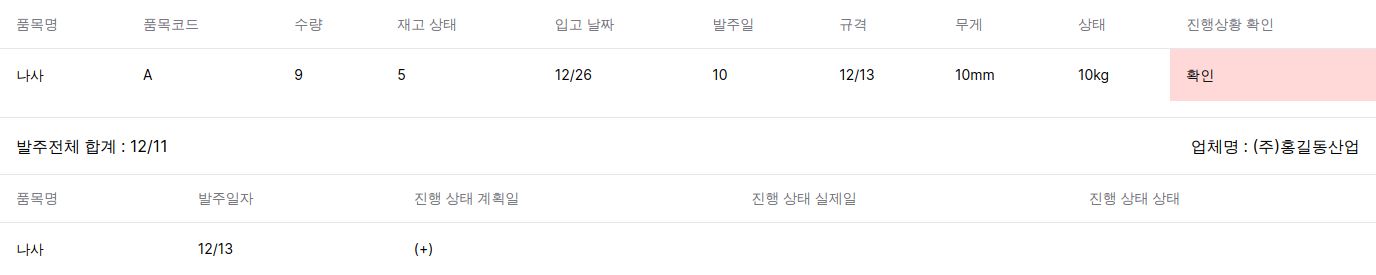 품목명 품목코드 수량 재고 상태 입고 날짜 발주일 규격 무게 상태 진행상황 확인
나사 A 9 5 12/26 10 12/13 10mm 10kg 확인
발주전체 합계 : 12/11 업체명 : (주)홍길동산업
품목명 발주일자 진행 상태 계획일 진행 상태 실제일 진행 상태 상태
나사 12/13 (+)